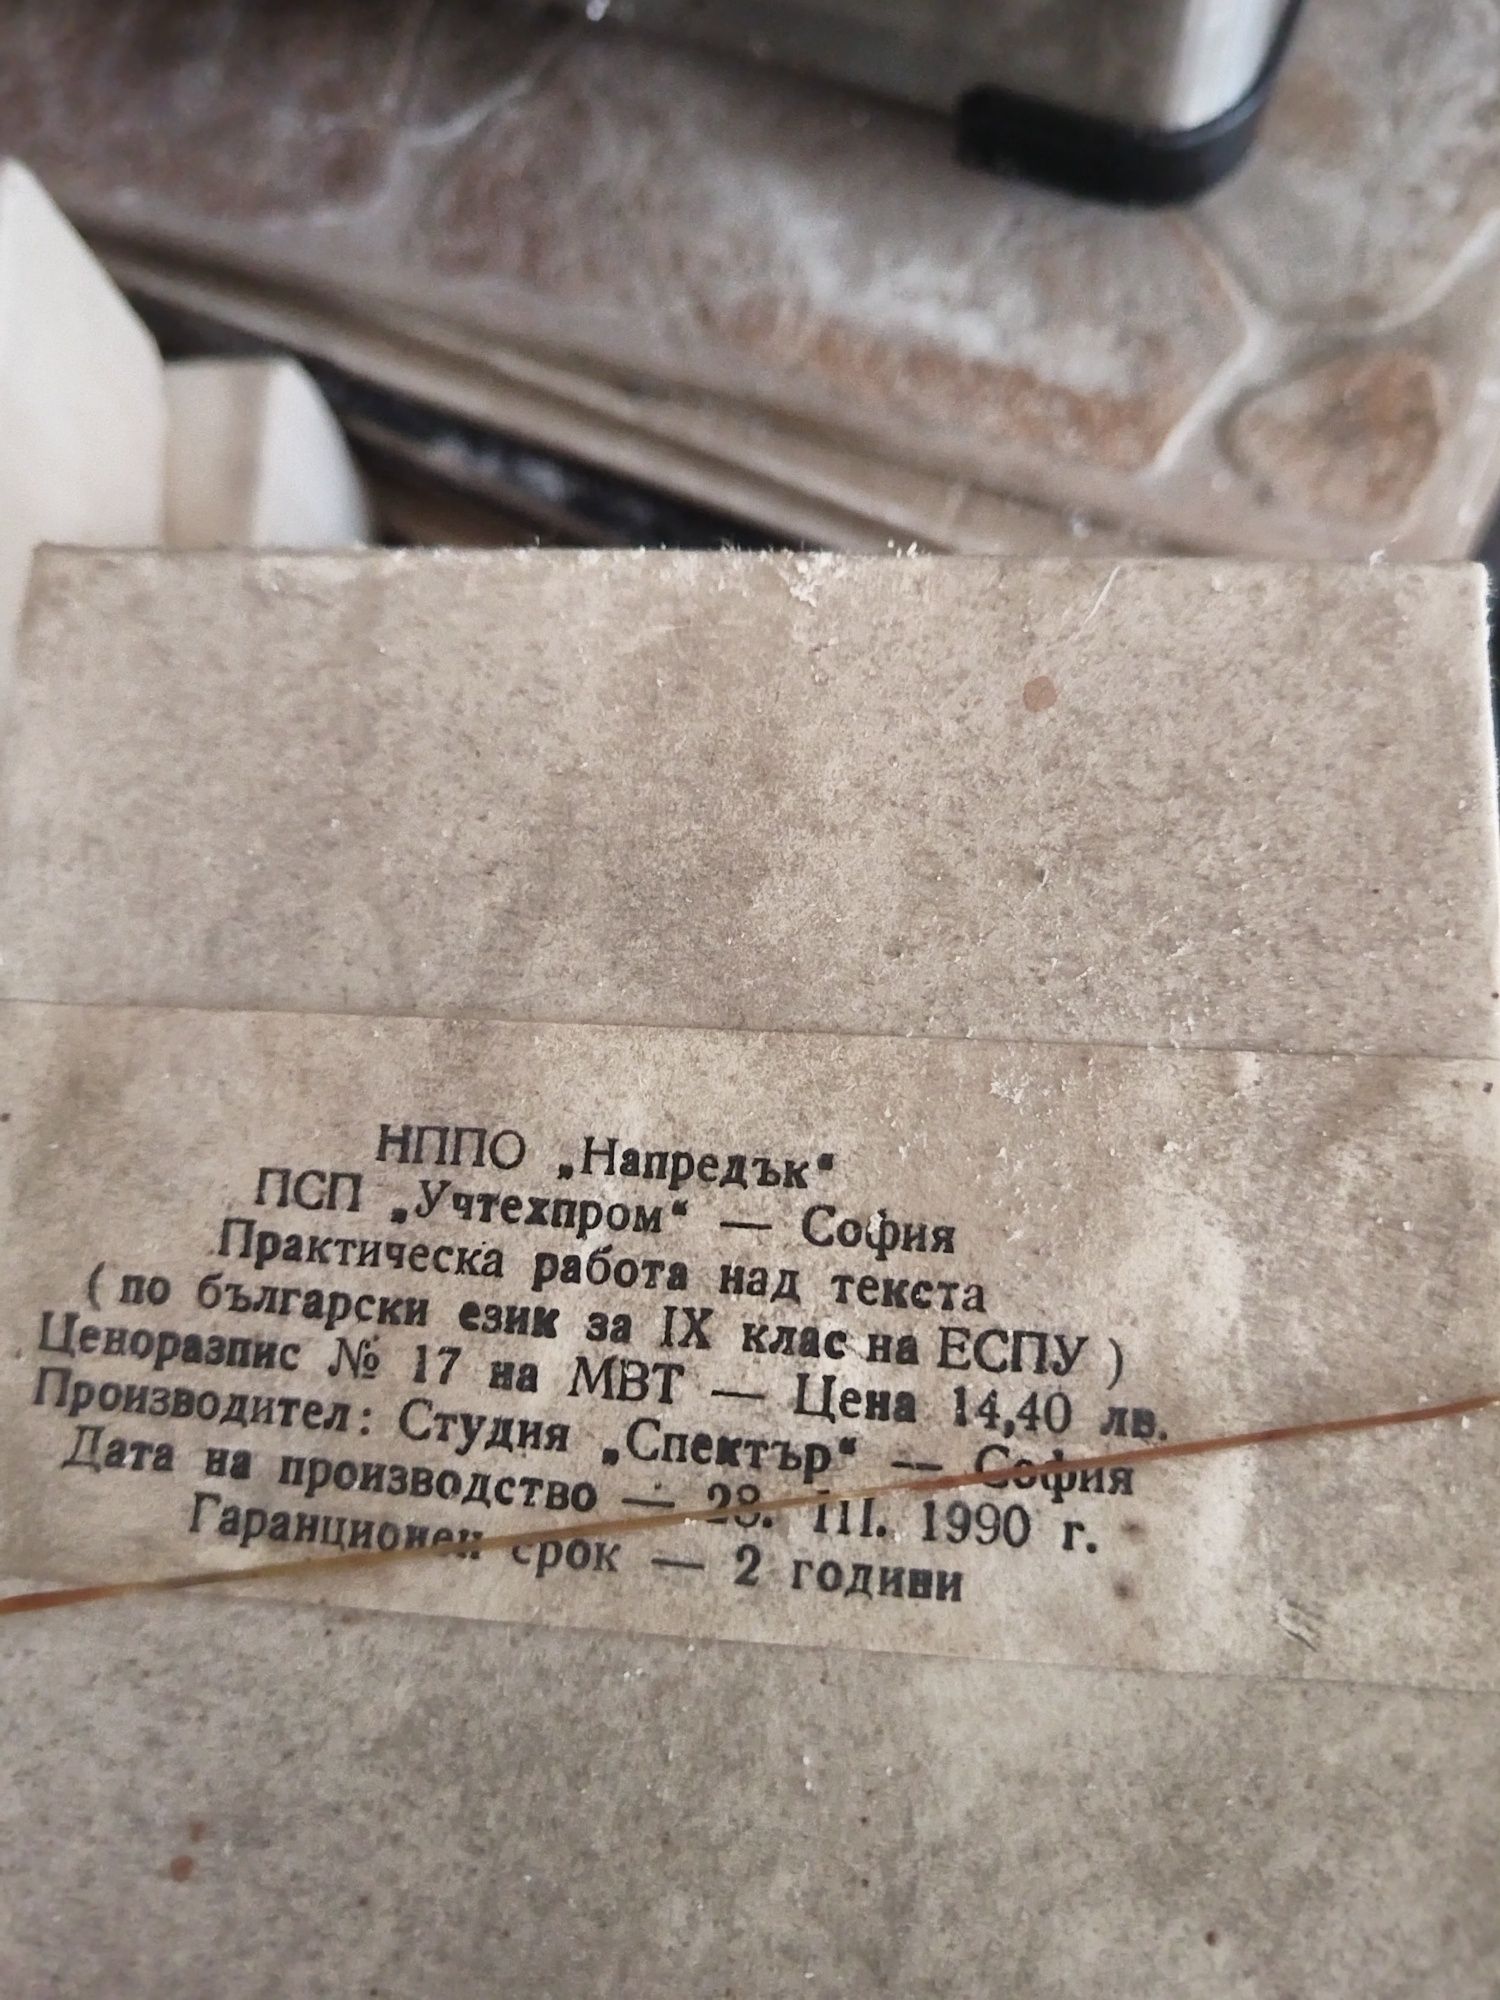 НППО „Напредък“
ПСП „Учтехпром“ — София
Практическа работа над текста
( по български език за IX клас на ЕСПУ )
Ценоразпис № 17 на МВТ — Цена 14,40 лв.
Производител: Студия „Спектър“ — София
Дата на производство — 28. III. 1990 г.
Гаранционен срок — 2 години